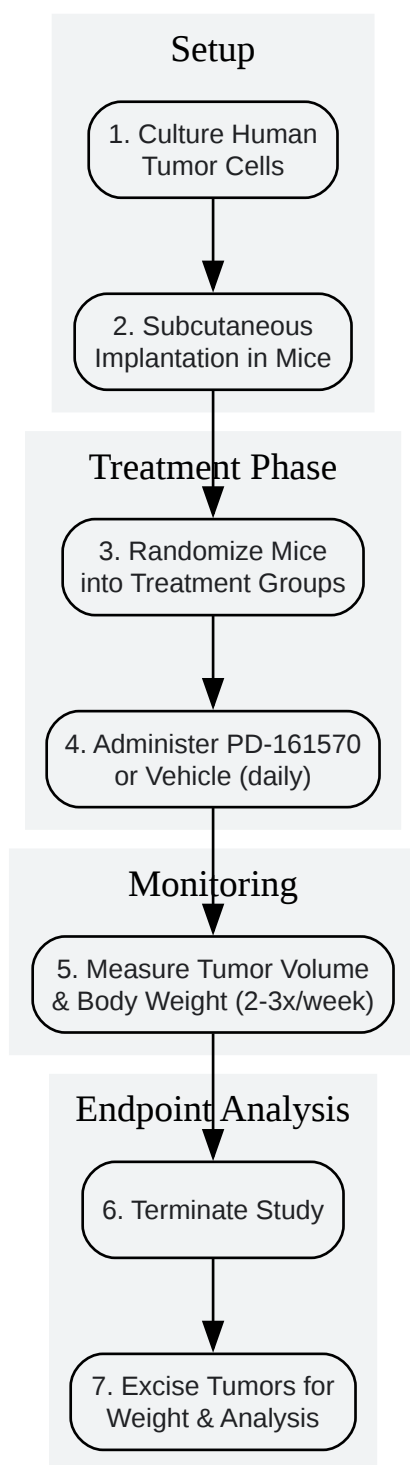 Setup
1. Culture Human
Tumor Cells
2. Subcutaneous
Implantation in Mice
Treatment Phase
3. Randomize Mice
into Treatment Groups
4. Administer PD-161570
or Vehicle (daily)
Monitoring
5. Measure Tumor Volume
& Body Weight (2-3x/week)
Endpoint Analysis
6. Terminate Study
7. Excise Tumors for
Weight & Analysis